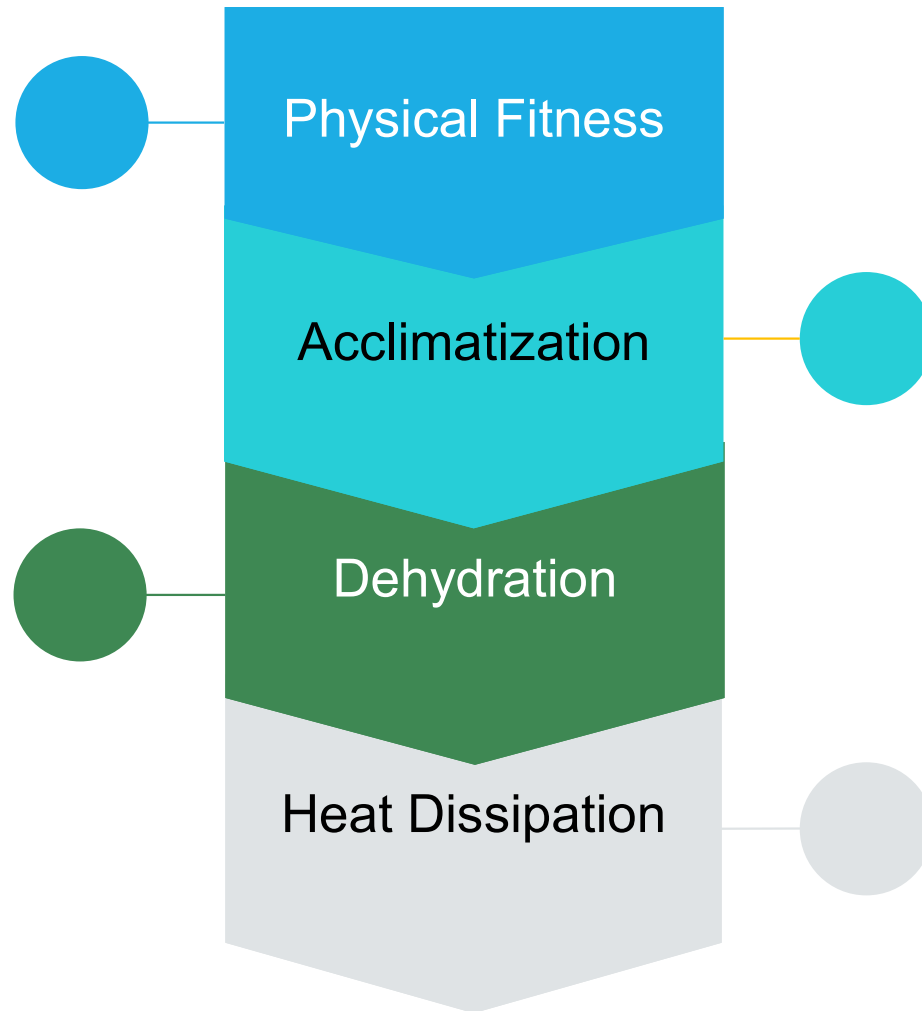 Physical Fitness
Acclimatization
Dehydration
Heat Dissipation